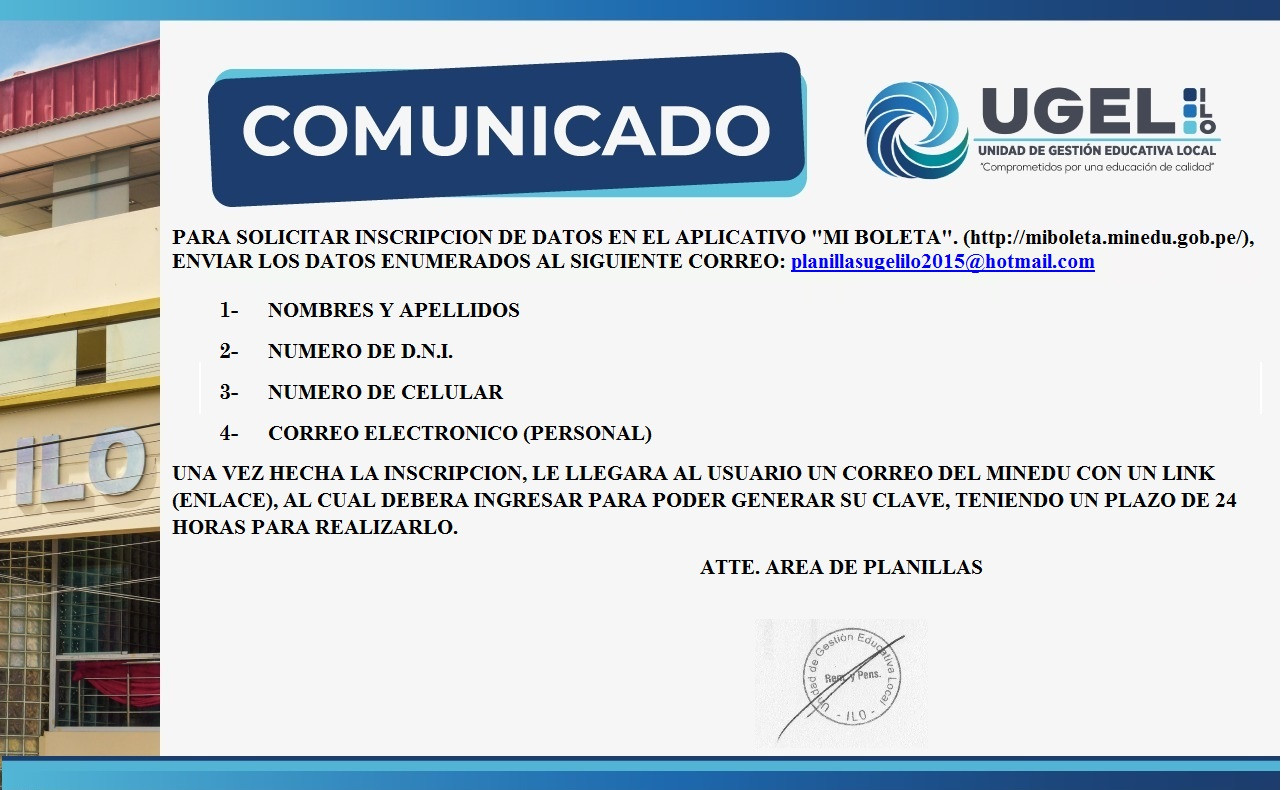 COMUNICADO
UGEL ILO
UNIDAD DE GESTIÓN EDUCATIVA LOCAL
"Comprometidos por una educación de calidad"
PARA SOLICITAR INSCRIPCION DE DATOS EN EL APLICATIVO "MI BOLETA". (http://miboleta.minedu.gob.pe/),
ENVIAR LOS DATOS ENUMERADOS AL SIGUIENTE CORREO: planillasugelilo2015@hotmail.com
1- NOMBRES Y APELLIDOS
2- NUMERO DE D.N.I.
3- NUMERO DE CELULAR
4- CORREO ELECTRONICO (PERSONAL)
ILO
UNA VEZ HECHA LA INSCRIPCION, LE LLEGARA AL USUARIO UN CORREO DEL MINEDU CON UN LINK
(ENLACE), AL CUAL DEBERA INGRESAR PARA PODER GENERAR SU CLAVE, TENIENDO UN PLAZO DE 24
HORAS PARA REALIZARLO.
ATTE. AREA DE PLANILLAS
Unidad de Gestión Educativa Local
Rem. y Pens.
- ILO -